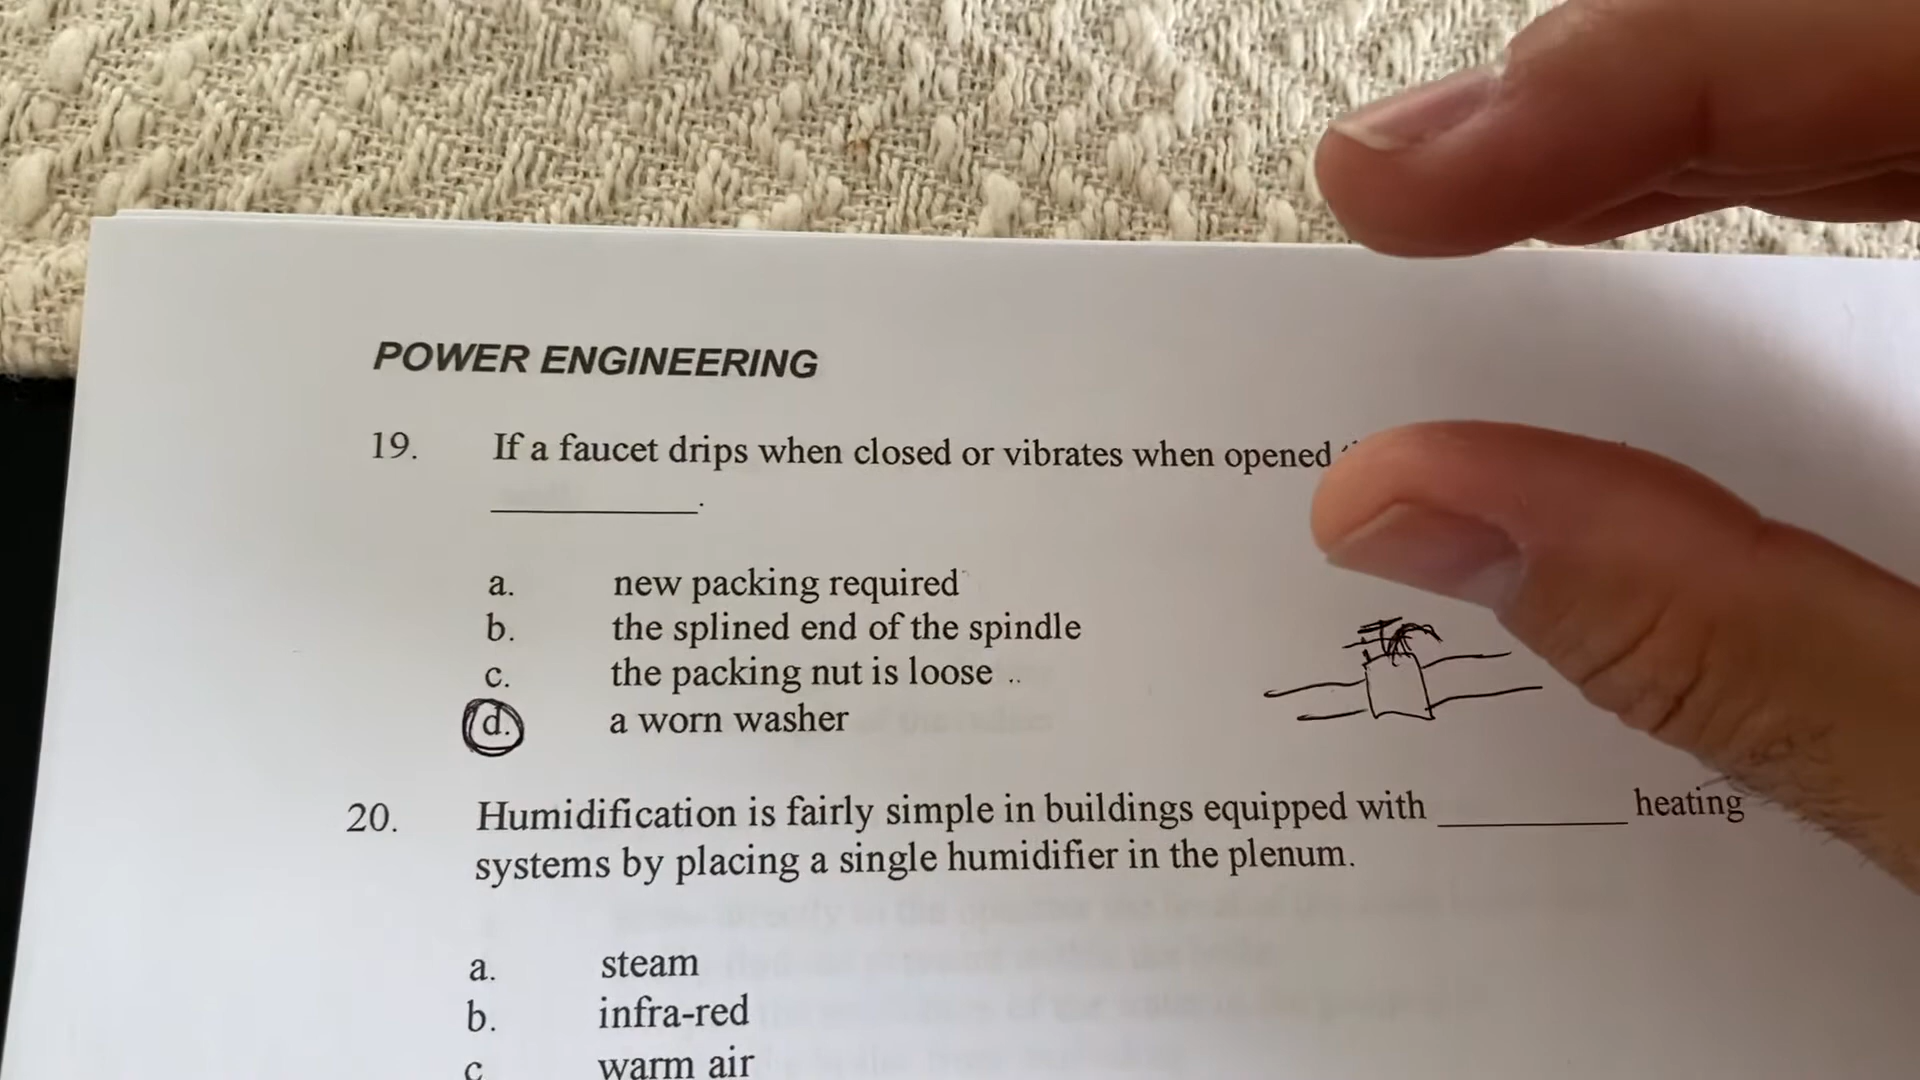 POWER ENGINEERING
19. If a faucet drips when closed or vibrates when opened
__________.
a. new packing required
b. the splined end of the spindle
c. the packing nut is loose ..
d. a worn washer
20. Humidification is fairly simple in buildings equipped with __________ heating
systems by placing a single humidifier in the plenum.
a. steam
b. infra-red
c warm air